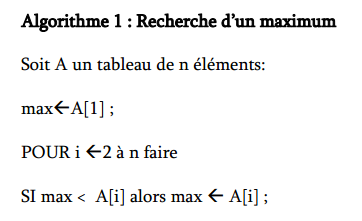 Algorithme 1 : Recherche d’un maximum
Soit A un tableau de n éléments:
max←A[1] ;
POUR i ←2 à n faire
SI max < A[i] alors max ← A[i] ;